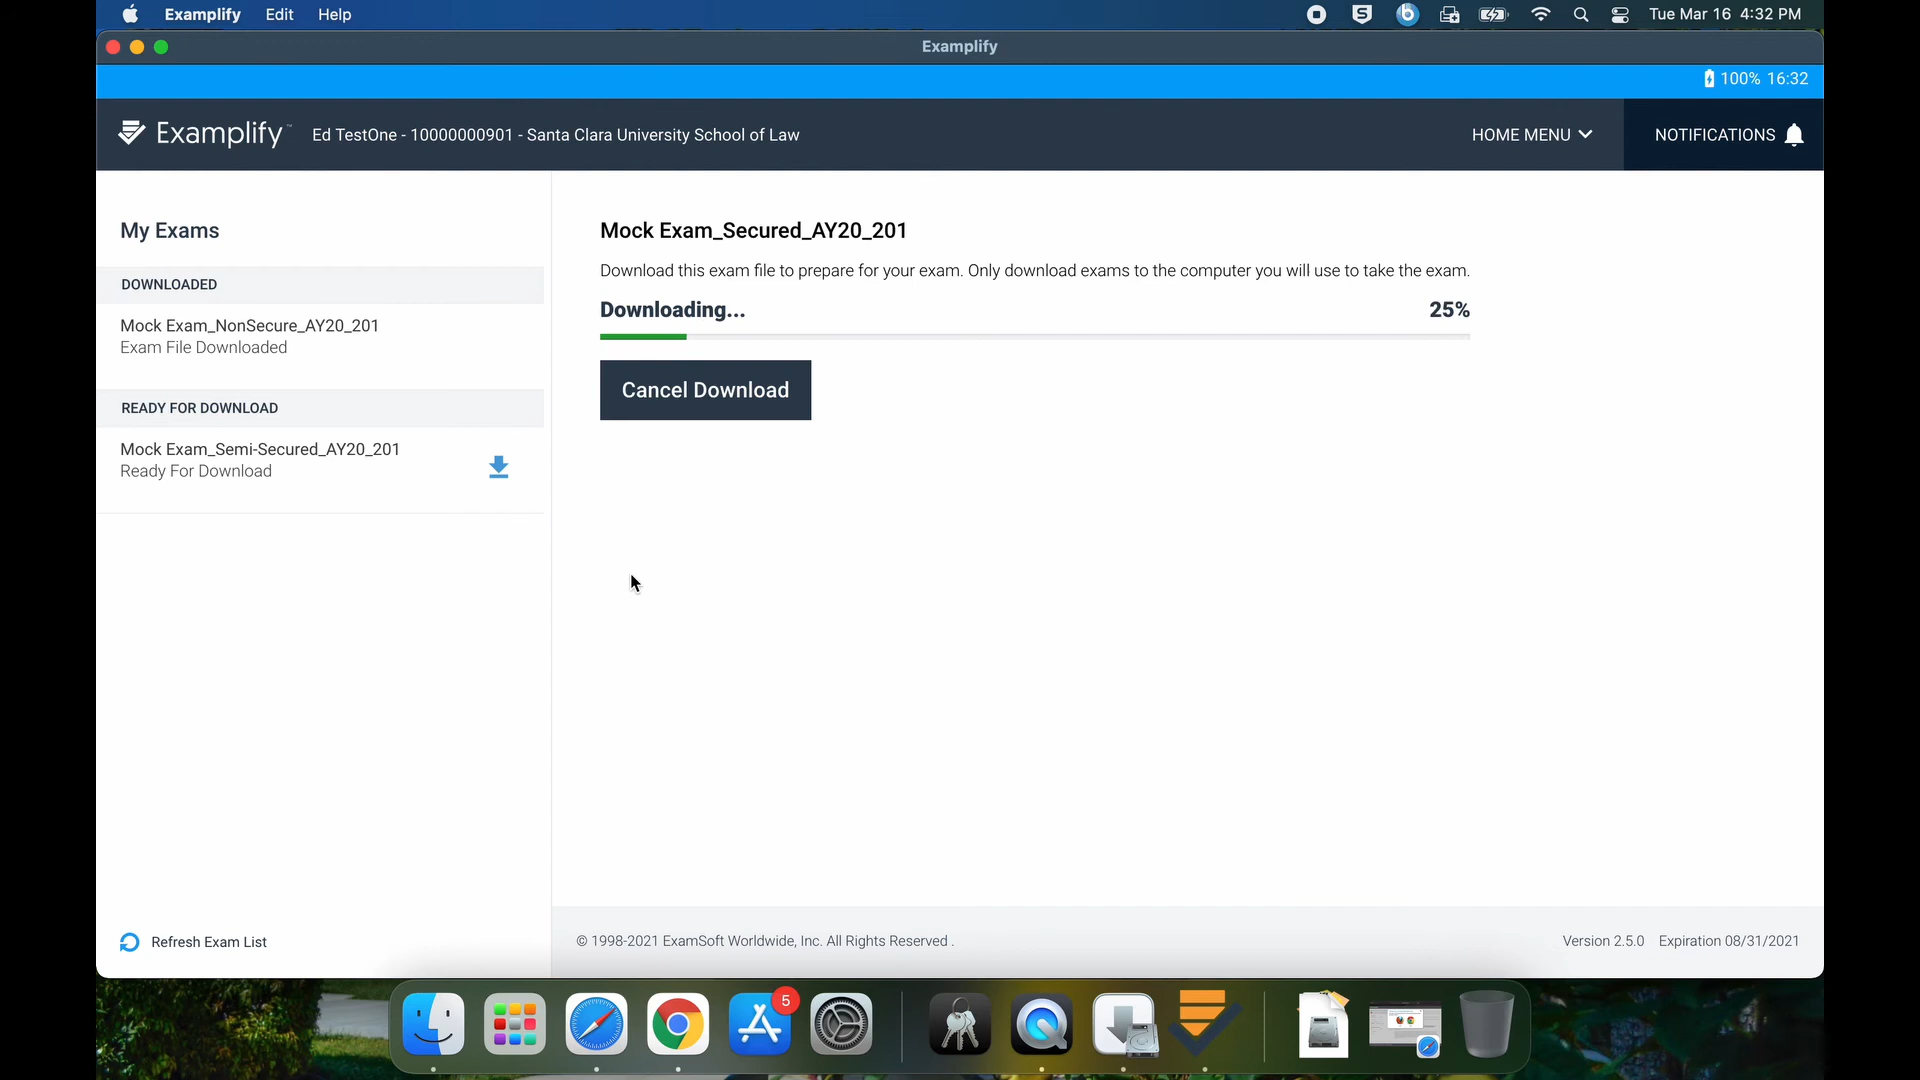 Examplify Edit Help
Tue Mar 16 4:32 PM
Examplify
100% 16:32
Examplify™
Ed TestOne - 10000000901 - Santa Clara University School of Law
HOME MENU
NOTIFICATIONS
My Exams
DOWNLOADED
Mock Exam_NonSecure_AY20_201
Exam File Downloaded
READY FOR DOWNLOAD
Mock Exam_Semi-Secured_AY20_201
Ready For Download
Refresh Exam List
Mock Exam_Secured_AY20_201
Download this exam file to prepare for your exam. Only download exams to the computer you will use to take the exam.
Downloading... 25%
Cancel Download
© 1998-2021 ExamSoft Worldwide, Inc. All Rights Reserved .
Version 2.5.0 Expiration 08/31/2021
5